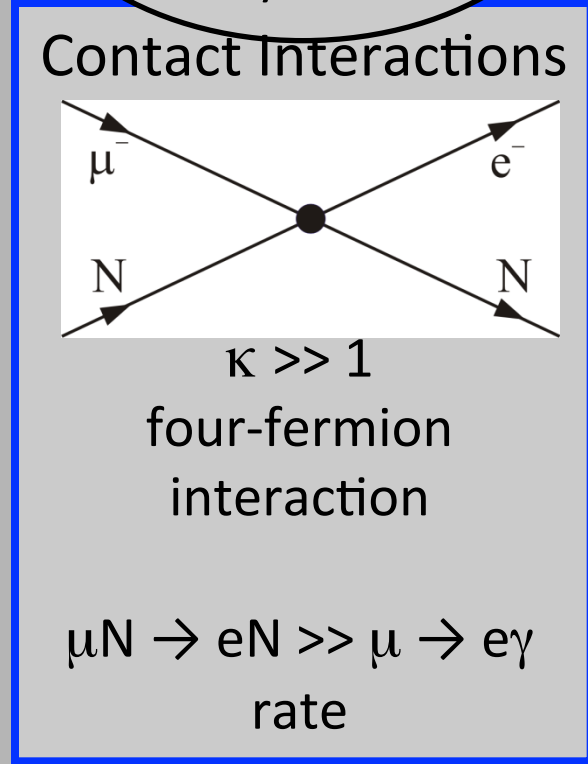 Contact Interactions
μ⁻
e⁻
N
N
κ >> 1
four-fermion
interaction
μN → eN >> μ → eγ
rate